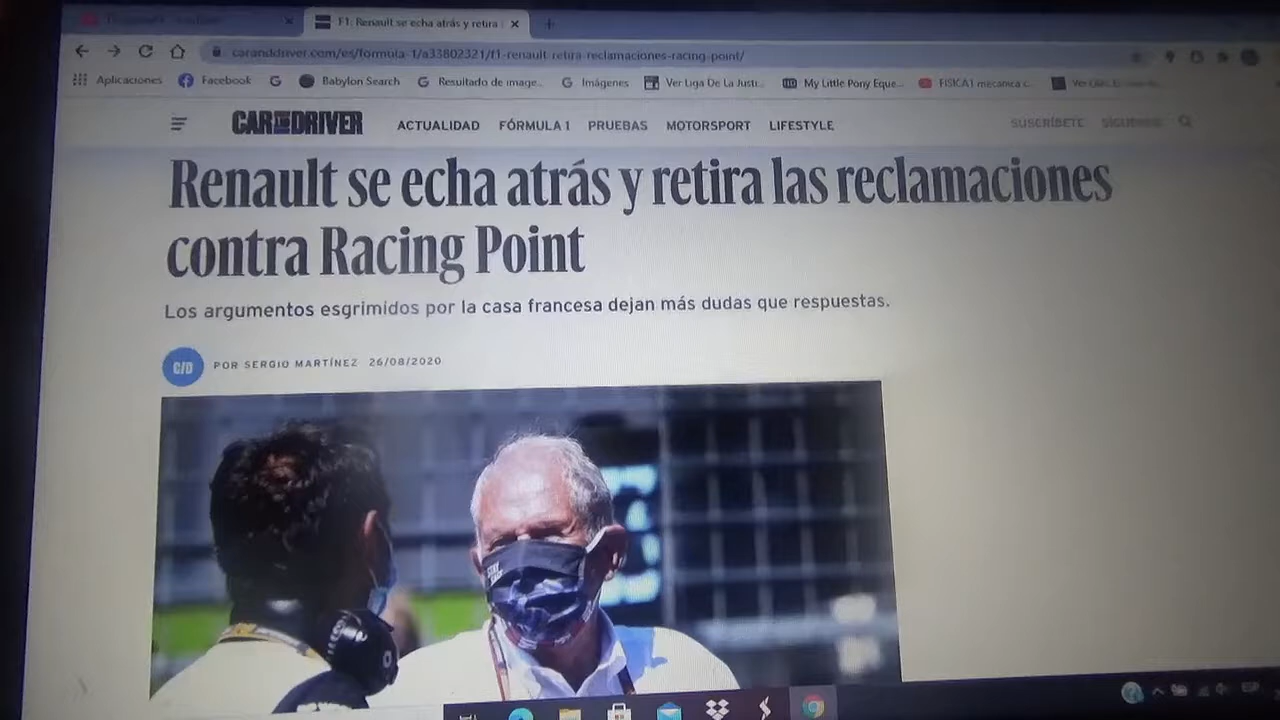 F1: Renault se echa atrás y retira
caranddriver.com/es/formula-1/a33802321/f1-renault-retira-reclamaciones-racing-point/
Aplicaciones Facebook G Babylon Search G Resultado de image... G Imágenes Ver Liga De La Justi... My Little Pony Eque... FISICA1 mecanica c...
CAR AND DRIVER ACTUALIDAD FÓRMULA 1 PRUEBAS MOTORSPORT LIFESTYLE SUSCRÍBETE
Renault se echa atrás y retira las reclamaciones
contra Racing Point
Los argumentos esgrimidos por la casa francesa dejan más dudas que respuestas.
C/D POR SERGIO MARTÍNEZ 26/08/2020